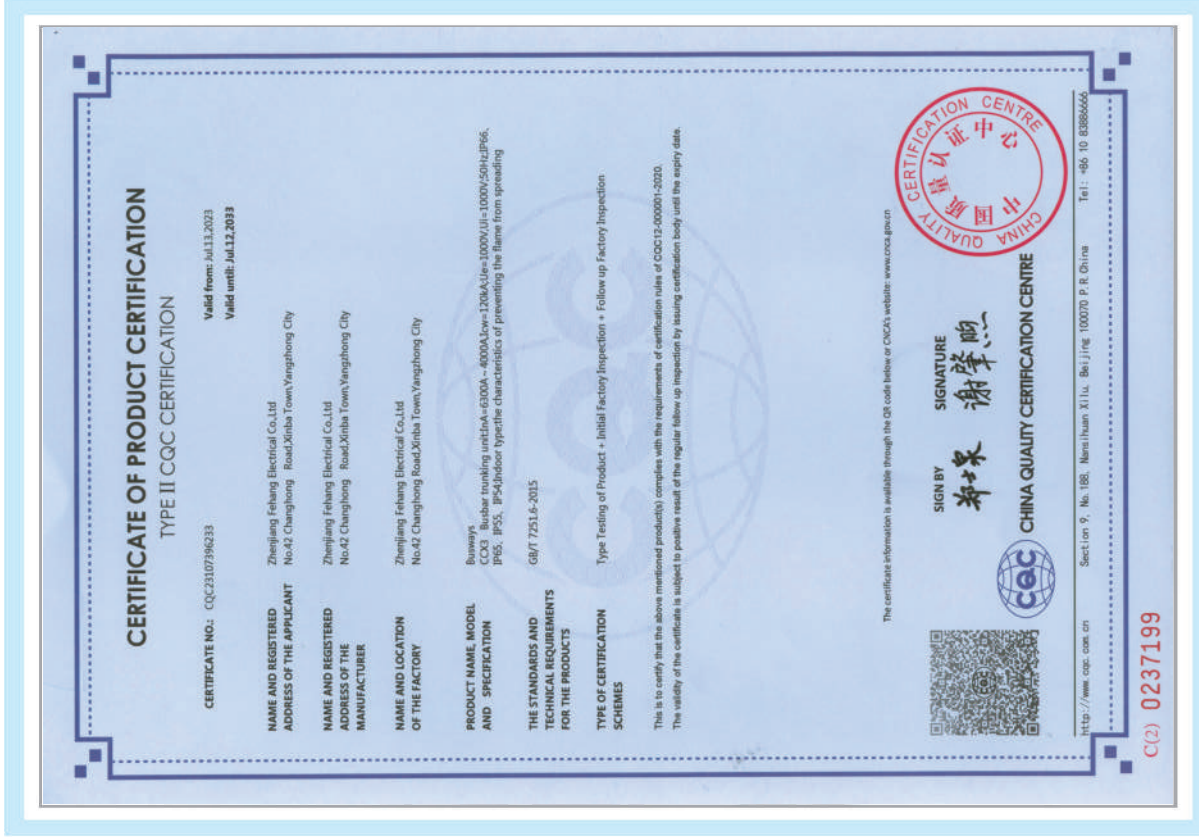 CERTIFICATE OF PRODUCT CERTIFICATION
TYPE II CQC CERTIFICATION
CERTIFICATE NO.: CQC23107396233
Valid from: Jul.13,2023
Valid until: Jul.12,2033
NAME AND REGISTERED
ADDRESS OF THE APPLICANT
Zhenjiang Fehang Electrical Co.,Ltd
No.42 Changhong Road,Xinba Town,Yangzhong City
NAME AND REGISTERED
ADDRESS OF THE
MANUFACTURER
Zhenjiang Fehang Electrical Co.,Ltd
No.42 Changhong Road,Xinba Town,Yangzhong City
NAME AND LOCATION
OF THE FACTORY
Zhenjiang Fehang Electrical Co.,Ltd
No.42 Changhong Road,Xinba Town,Yangzhong City
PRODUCT NAME, MODEL
AND SPECIFICATION
Busways
CCX3 Busbar trunking unit:InA=6300A~4000A,Icw=120kA;Ue=1000V,Ui=1000V;50Hz;IP66、
IP65、IP55、IP54;Indoor type;the characteristics of preventing the flame from spreading
THE STANDARDS AND
TECHNICAL REQUIREMENTS
FOR THE PRODUCTS
GB/T 7251.6-2015
TYPE OF CERTIFICATION
SCHEMES
Type Testing of Product + Initial Factory Inspection + Follow up Factory Inspection
This is to certify that the above mentioned product(s) complies with the requirements of certification rules of CQC12-000001-2020.
The validity of the certificate is subject to positive result of the regular follow up inspection by issuing certification body until the expiry date.
CQC
The certificate information is available through the QR code below or CNCA's website: www.cnca.gov.cn
SIGN BY
SIGNATURE
谢肇煦
CQC
CQC
CHINA QUALITY CERTIFICATION CENTRE
CHINA QUALITY CERTIFICATION CENTRE
中国质量认证中心
http://www.cqc.com.cn
Section 9, No.188, Nansihuan Xilu, Beijing 100070 P.R.China
Tel: +86 10 83886666
C(2) 0237199